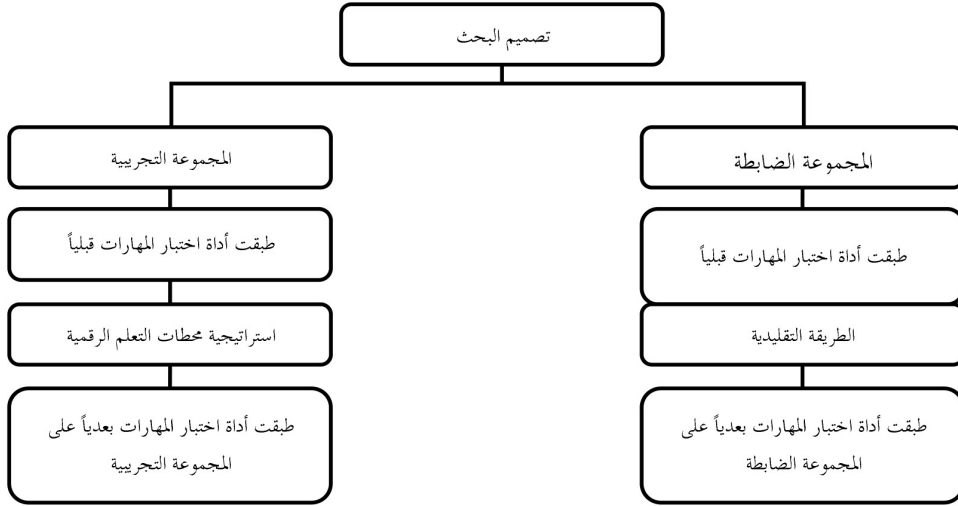 تصميم البحث
المجموعة الضابطة
المجموعة التجريبية
طبقت أداة اختبار المهارات قبلياً
طبقت أداة اختبار المهارات قبلياً
الطريقة التقليدية
استراتيجية محطات التعلم الرقمية
طبقت أداة اختبار المهارات بعدياً على
المجموعة الضابطة
طبقت أداة اختبار المهارات بعدياً على
المجموعة التجريبية